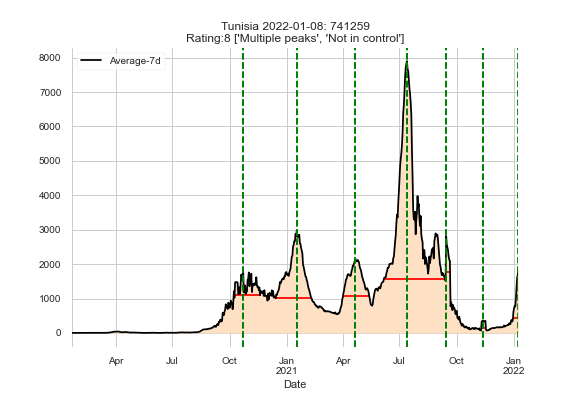 Tunisia 2022-01-08: 741259
Rating:8 ['Multiple peaks', 'Not in control']
Average-7d
8000
7000
6000
5000
4000
3000
2000
1000
0
Apr
Jul
Oct
Jan
2021
Apr
Jul
Oct
Jan
2022
Date